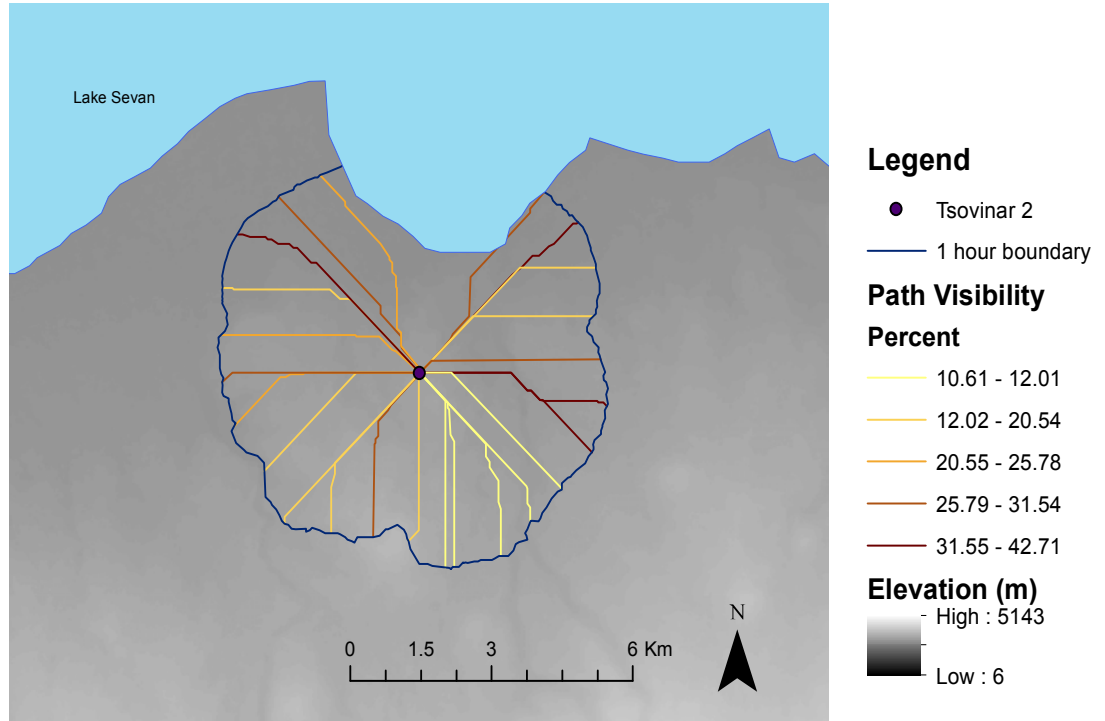 Lake Sevan
Legend
Tsovinar 2
1 hour boundary
Path Visibility
Percent
10.61 - 12.01
12.02 - 20.54
20.55 - 25.78
25.79 - 31.54
31.55 - 42.71
Elevation (m)
High : 5143
Low : 6
N
0 1.5 3 6 Km